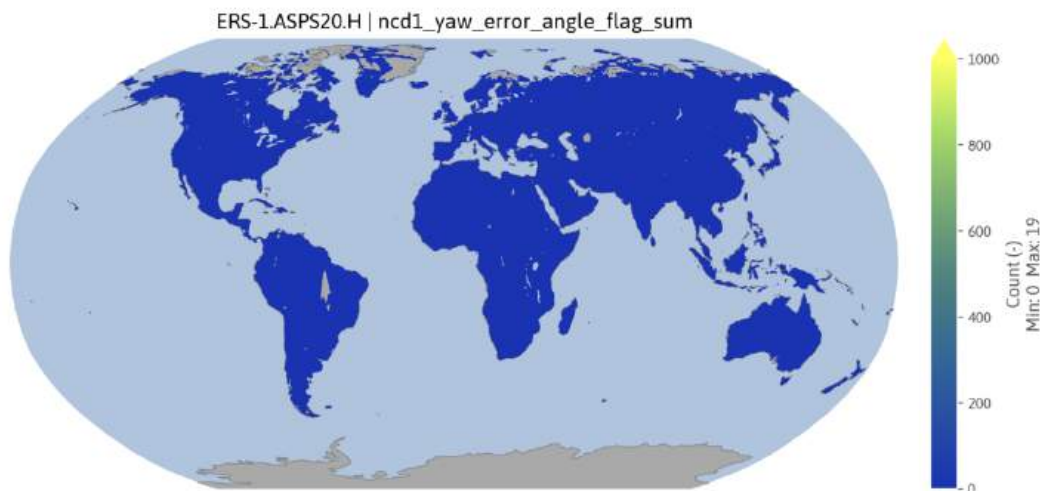 ERS-1.ASPS20.H | ncd1_yaw_error_angle_flag_sum
1000
800
600
400
200
0
Count (-)
Min: 0 Max: 19